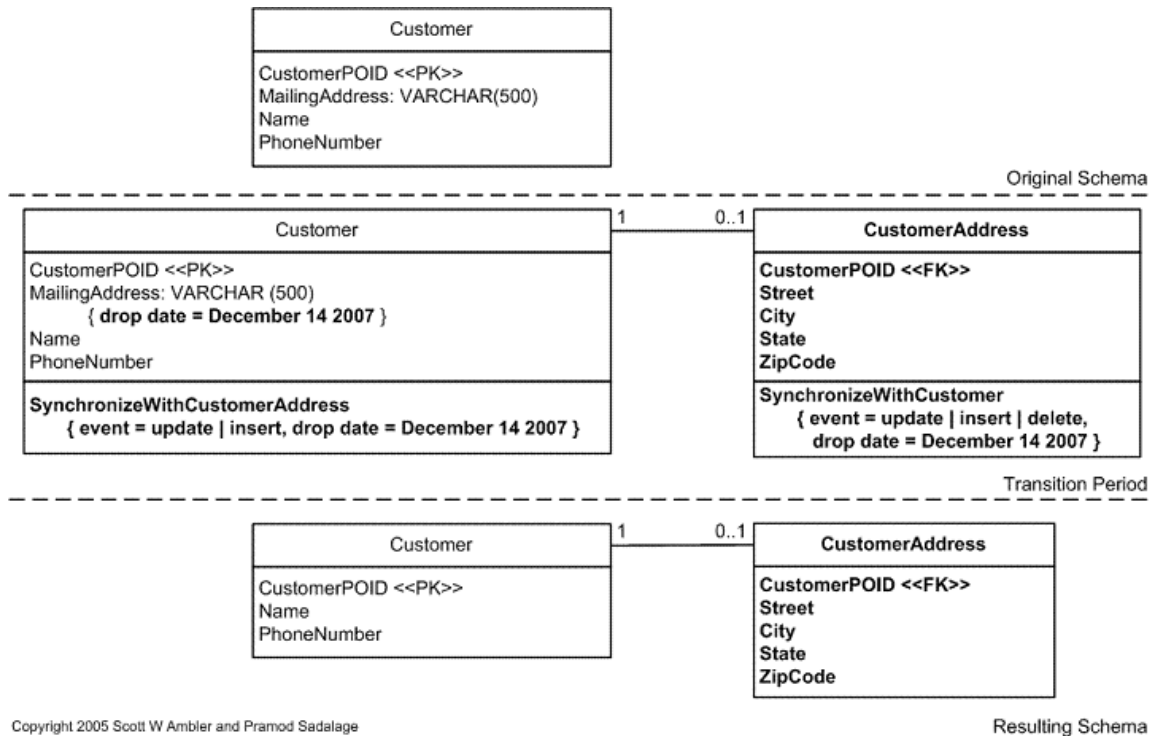 Customer
CustomerPOID <<PK>>
MailingAddress: VARCHAR(500)
Name
PhoneNumber
Original Schema
Customer
CustomerPOID <<PK>>
MailingAddress: VARCHAR (500)
{ drop date = December 14 2007 }
Name
PhoneNumber
SynchronizeWithCustomerAddress
{ event = update | insert, drop date = December 14 2007 }
1
0..1
CustomerAddress
CustomerPOID <<FK>>
Street
City
State
ZipCode
SynchronizeWithCustomer
{ event = update | insert | delete,
drop date = December 14 2007 }
Transition Period
Customer
CustomerPOID <<PK>>
Name
PhoneNumber
1
0..1
CustomerAddress
CustomerPOID <<FK>>
Street
City
State
ZipCode
Copyright 2005 Scott W Ambler and Pramod Sadalage
Resulting Schema